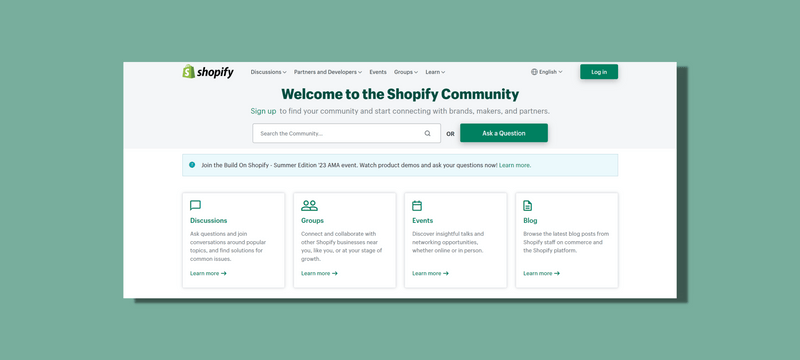 shopify
Discussions Partners and Developers Events Groups Learn English Log in
Welcome to the Shopify Community
Sign up to find your community and start connecting with brands, makers, and partners.
Search the Community... OR Ask a Question
Join the Build On Shopify - Summer Edition '23 AMA event. Watch product demos and ask your questions now! Learn more.
Discussions
Ask questions and join
conversations around popular
topics, and find solutions for
common issues.
Learn more →
Groups
Connect and collaborate with
other Shopify businesses near
you, like you, or at your stage of
growth.
Learn more →
Events
Discover insightful talks and
networking opportunities,
whether online or in person.
Learn more →
Blog
Browse the latest blog posts from
Shopify staff on commerce and
the Shopify platform.
Learn more →